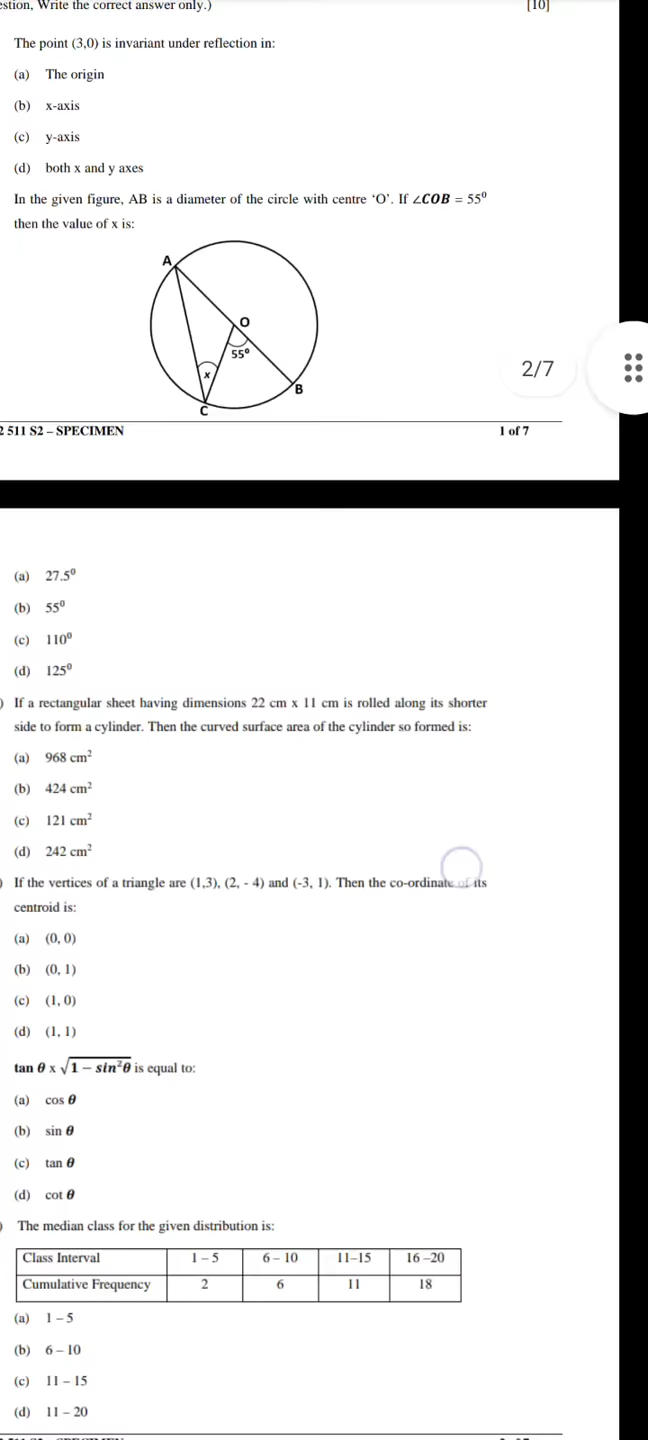 estion, Write the correct answer only.) [10]
The point (3,0) is invariant under reflection in:
(a) The origin
(b) x-axis
(c) y-axis
(d) both x and y axes
In the given figure, AB is a diameter of the circle with centre ‘O’. If ∠COB = 55⁰
then the value of x is:
A
O
55⁰
x
B
C
2/7
2 511 S2 – SPECIMEN 1 of 7
(a) 27.5⁰
(b) 55⁰
(c) 110⁰
(d) 125⁰
) If a rectangular sheet having dimensions 22 cm x 11 cm is rolled along its shorter
side to form a cylinder. Then the curved surface area of the cylinder so formed is:
(a) 968 cm²
(b) 424 cm²
(c) 121 cm²
(d) 242 cm²
) If the vertices of a triangle are (1,3), (2, - 4) and (-3, 1). Then the co-ordinate of its
centroid is:
(a) (0, 0)
(b) (0, 1)
(c) (1, 0)
(d) (1, 1)
tan θ x √1 – sin²θ is equal to:
(a) cos θ
(b) sin θ
(c) tan θ
(d) cot θ
) The median class for the given distribution is:
Class Interval 1 – 5 6 – 10 11–15 16 –20
Cumulative Frequency 2 6 11 18
(a) 1 – 5
(b) 6 – 10
(c) 11 – 15
(d) 11 – 20